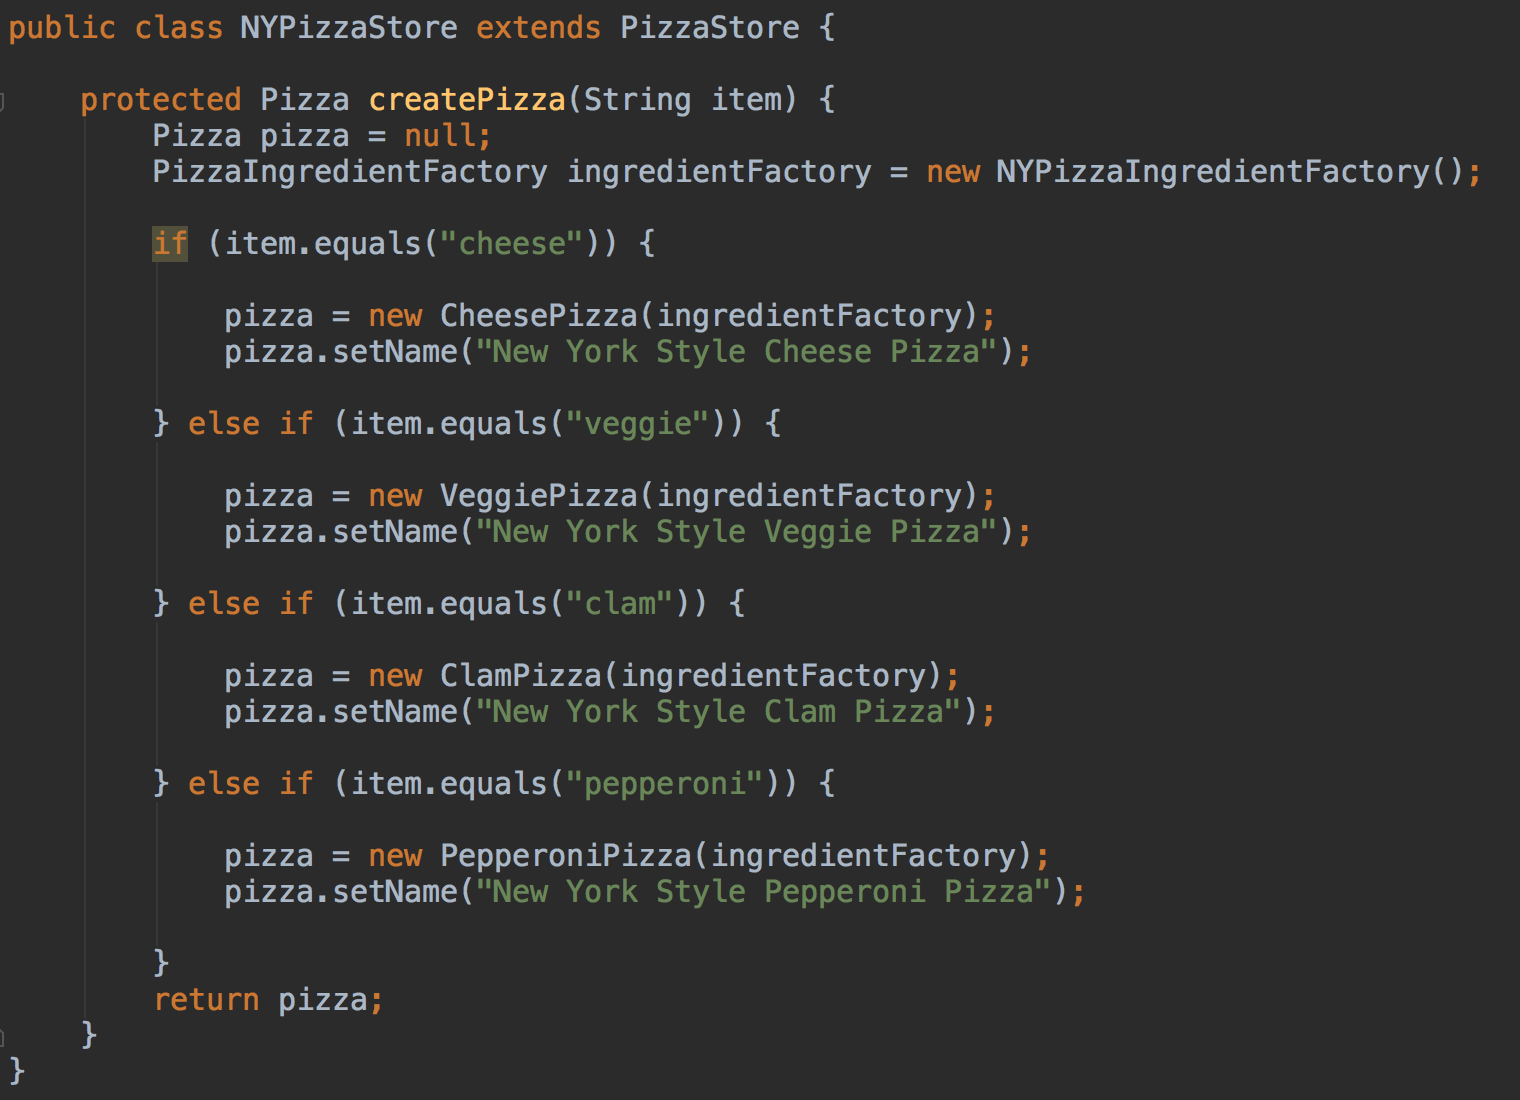 public class NYPizzaStore extends PizzaStore {
protected Pizza createPizza(String item) {
Pizza pizza = null;
PizzaIngredientFactory ingredientFactory = new NYPizzaIngredientFactory();
if (item.equals("cheese")) {
pizza = new CheesePizza(ingredientFactory);
pizza.setName("New York Style Cheese Pizza");
} else if (item.equals("veggie")) {
pizza = new VeggiePizza(ingredientFactory);
pizza.setName("New York Style Veggie Pizza");
} else if (item.equals("clam")) {
pizza = new ClamPizza(ingredientFactory);
pizza.setName("New York Style Clam Pizza");
} else if (item.equals("pepperoni")) {
pizza = new PepperoniPizza(ingredientFactory);
pizza.setName("New York Style Pepperoni Pizza");
}
return pizza;
}
}